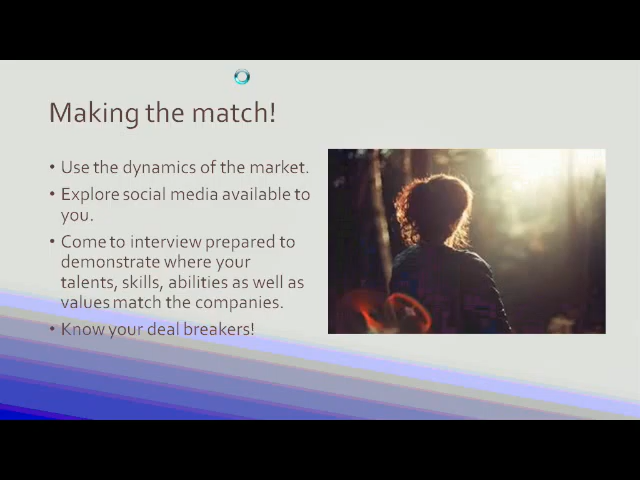 Making the match!
• Use the dynamics of the market.
• Explore social media available to
you.
• Come to interview prepared to
demonstrate where your
talents, skills, abilities as well as
values match the companies.
• Know your deal breakers!